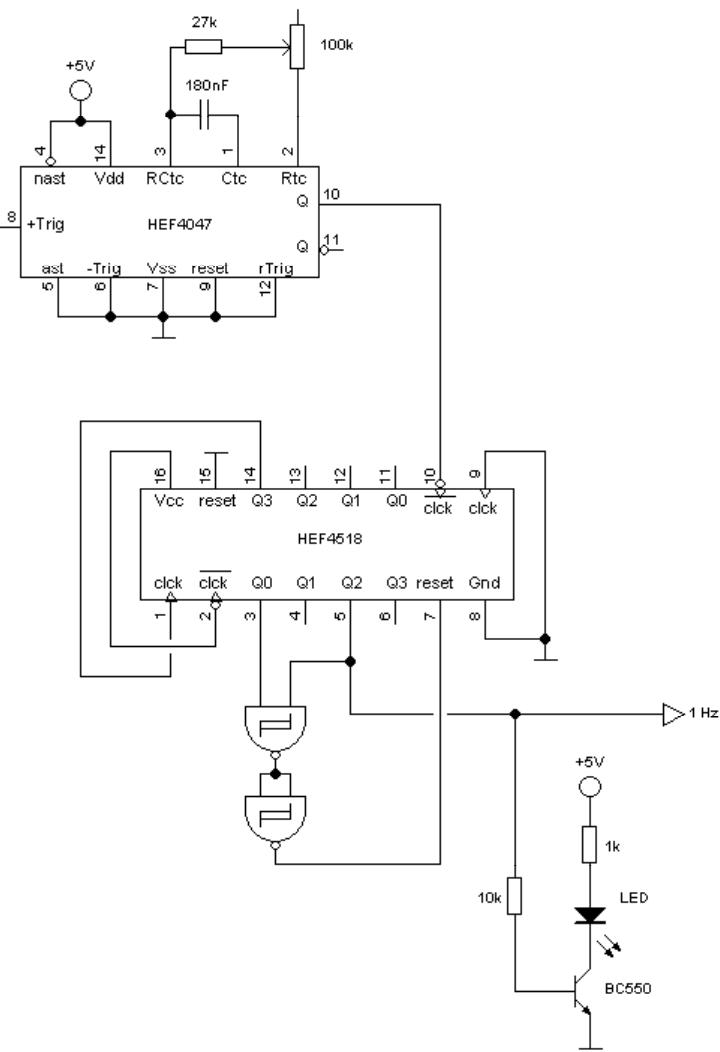 27k
100k
+5V
180nF
4 14 3 1 2
nast Vdd RCtc Ctc Rtc
Q 10
8 +Trig HEF4047
Q 11
ast -Trig Vss reset rTrig
5 6 7 9 12
16 15 14 13 12 11 10 9
Vcc reset Q3 Q2 Q1 Q0 clck clck
HEF4518
clck clck Q0 Q1 Q2 Q3 reset Gnd
1 2 3 4 5 6 7 8
1 Hz
+5V
1k
10k LED
BC550